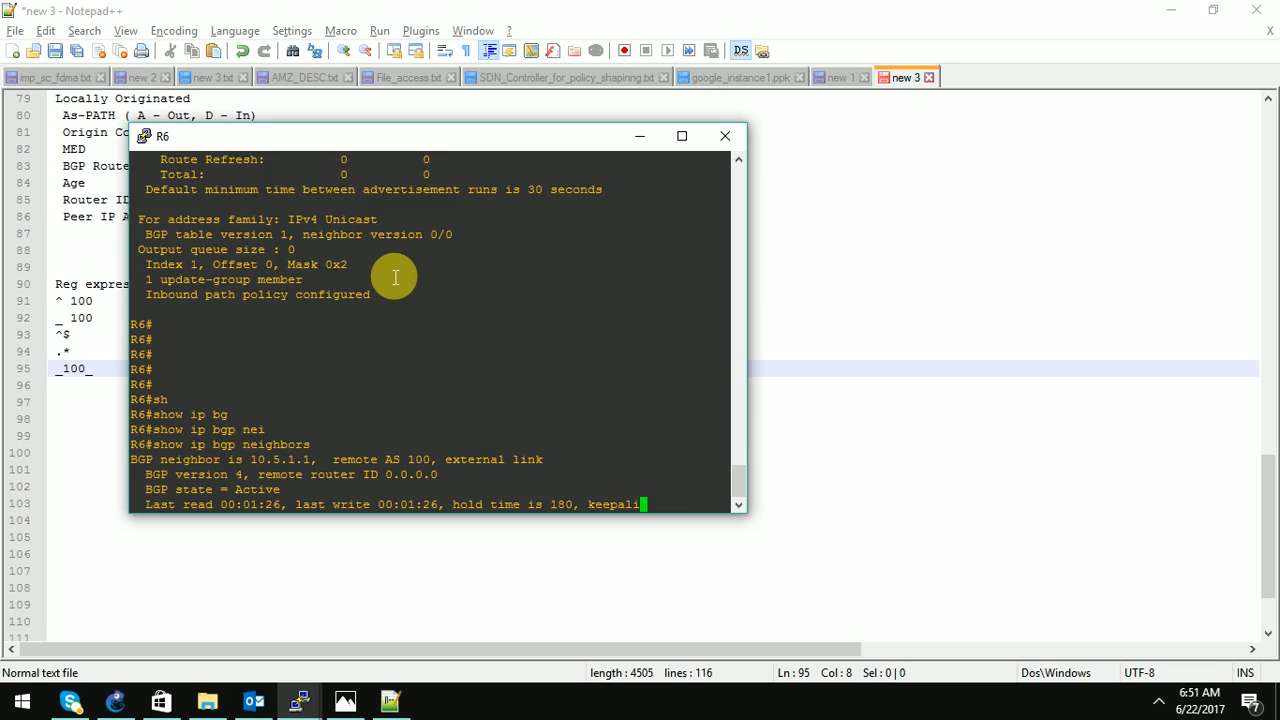 *new 3 - Notepad++
File Edit Search View Encoding Language Settings Macro Run Plugins Window ? X
imp_sc_fdma.txt new 2 new 3.txt AMZ_DESC.txt File_access.txt SDN_Controller_for_policy_shapinng.txt google_instance1.ppk new 1 new 3
79 Locally Originated
80 As-PATH ( A - Out, D - In)
81 Origin Co
82 MED
83 BGP Route
84 Age
85 Router ID
86 Peer IP A
87
88
89
90 Reg expres
91 ^ 100
92 _ 100
93 ^$
94 .*
95 _100_
96
97
98
99
100
101
102
103
104
105
106
107
108
109
110
111
R6
Route Refresh: 0 0
Total: 0 0
Default minimum time between advertisement runs is 30 seconds
For address family: IPv4 Unicast
BGP table version 1, neighbor version 0/0
Output queue size : 0
Index 1, Offset 0, Mask 0x2
1 update-group member
Inbound path policy configured
R6#
R6#
R6#
R6#
R6#
R6#sh
R6#show ip bg
R6#show ip bgp nei
R6#show ip bgp neighbors
BGP neighbor is 10.5.1.1, remote AS 100, external link
BGP version 4, remote router ID 0.0.0.0
BGP state = Active
Last read 00:01:26, last write 00:01:26, hold time is 180, keepali
Normal text file length : 4505 lines : 116 Ln : 95 Col : 8 Sel : 0 | 0 Dos\Windows UTF-8 INS
6:51 AM
6/22/2017
7